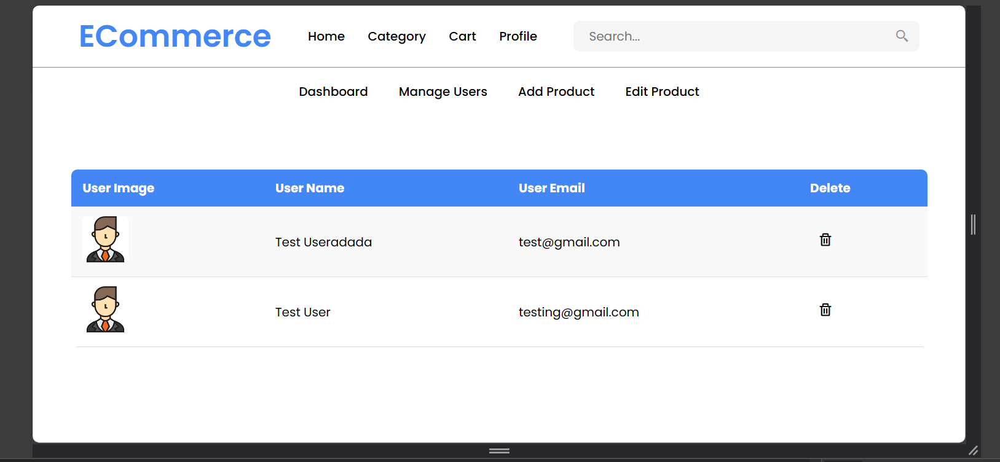 ECommerce Home Category Cart Profile Search...
Dashboard Manage Users Add Product Edit Product
User Image User Name User Email Delete
Test Useradada test@gmail.com
Test User testing@gmail.com